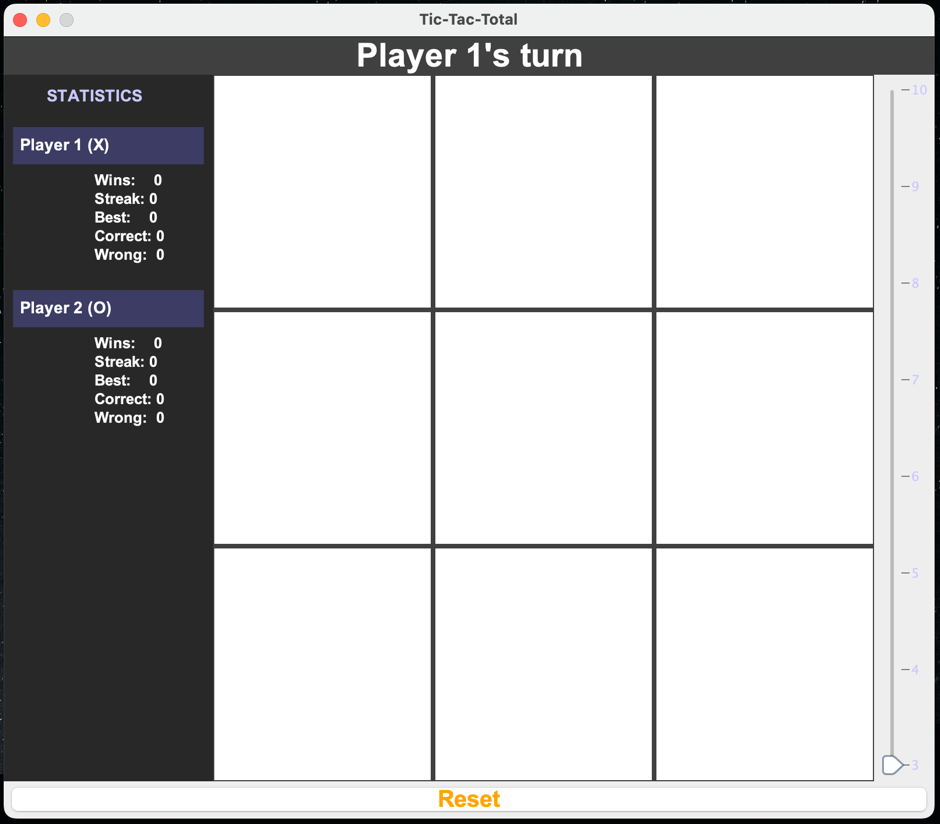 Tic-Tac-Total
Player 1's turn
STATISTICS
Player 1 (X)
Wins: 0
Streak: 0
Best: 0
Correct: 0
Wrong: 0
Player 2 (O)
Wins: 0
Streak: 0
Best: 0
Correct: 0
Wrong: 0
10
9
8
7
6
5
4
3
Reset